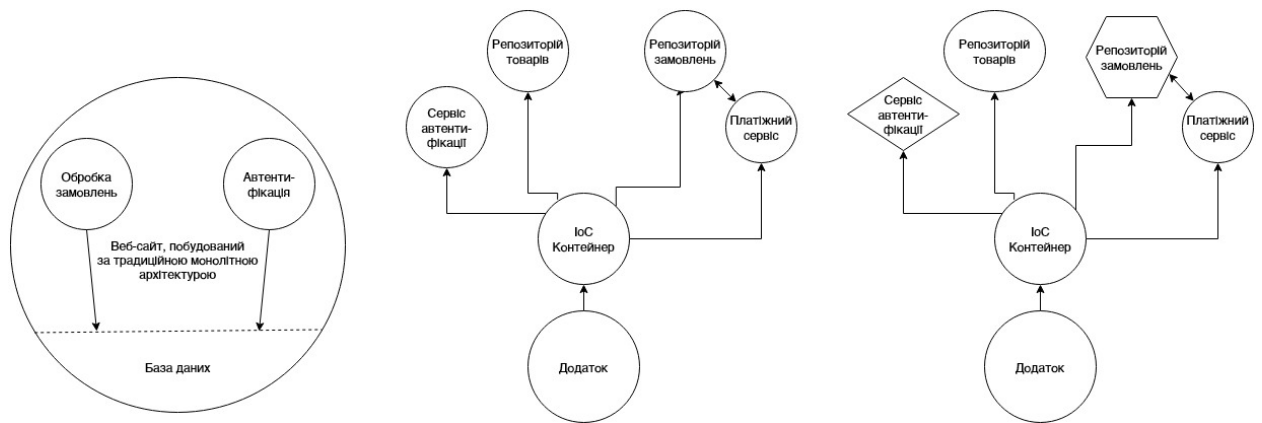 Обробка
замовлень
Автенти-
фікація
Веб-сайт, побудований
за традиційною монолітною
архітектурою
База даних
Репозиторій
товарів
Репозиторій
замовлень
Сервіс
автенти-
фікації
Платіжний
сервіс
IoC
Контейнер
Додаток
Репозиторій
товарів
Репозиторій
замовлень
Сервіс
автенти-
фікації
Платіжний
сервіс
IoC
Контейнер
Додаток